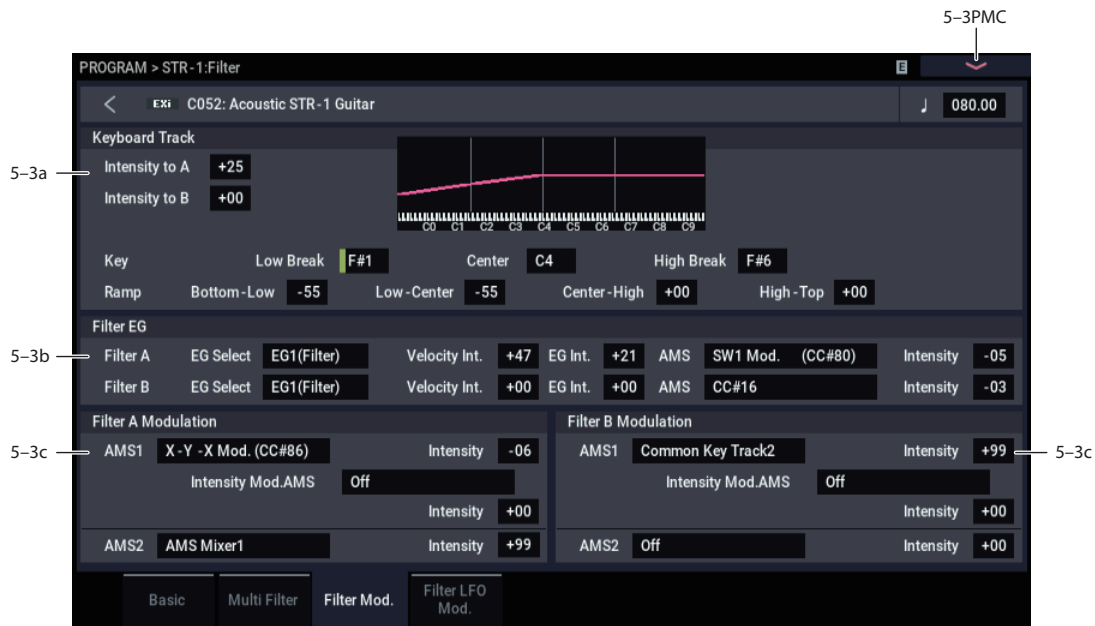 5–3PMC
PROGRAM > STR-1:Filter E
EXi C052: Acoustic STR-1 Guitar ♩ 080.00
Keyboard Track
5–3a Intensity to A +25
Intensity to B +00
C0 C1 C2 C3 C4 C5 C6 C7 C8 C9
Key Low Break F#1 Center C4 High Break F#6
Ramp Bottom-Low -55 Low-Center -55 Center-High +00 High-Top +00
Filter EG
5–3b Filter A EG Select EG1(Filter) Velocity Int. +47 EG Int. +21 AMS SW1 Mod. (CC#80) Intensity -05
Filter B EG Select EG1(Filter) Velocity Int. +00 EG Int. +00 AMS CC#16 Intensity -03
Filter A Modulation Filter B Modulation
5–3c AMS1 X-Y -X Mod. (CC#86) Intensity -06 AMS1 Common Key Track2 Intensity +99 5–3c
Intensity Mod.AMS Off Intensity Mod.AMS Off
Intensity +00 Intensity +00
AMS2 AMS Mixer1 Intensity +99 AMS2 Off Intensity +00
Basic Multi Filter Filter Mod. Filter LFO
Mod.